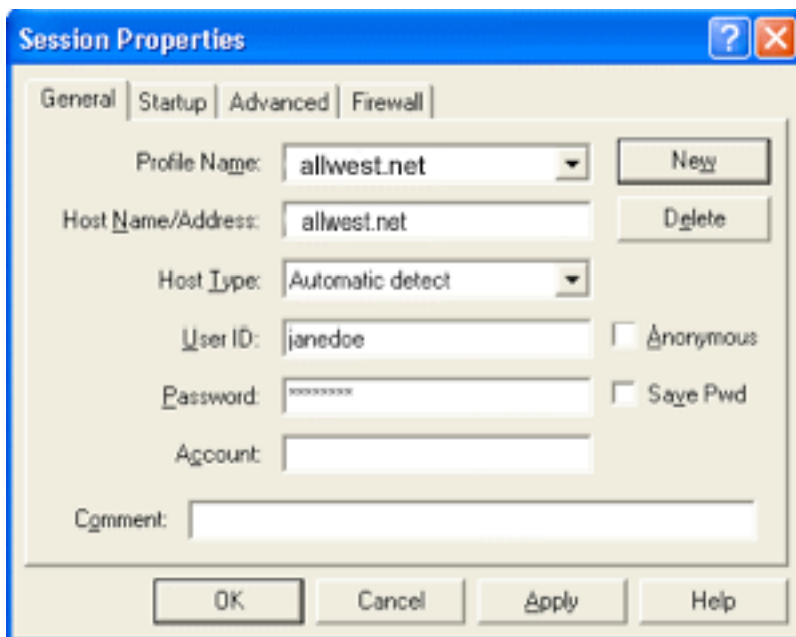 Session Properties
General Startup Advanced Firewall
Profile Name: allwest.net New
Host Name/Address: allwest.net Delete
Host Type: Automatic detect
User ID: janedoe Anonymous
Password: ******** Save Pwd
Account:
Comment:
OK Cancel Apply Help